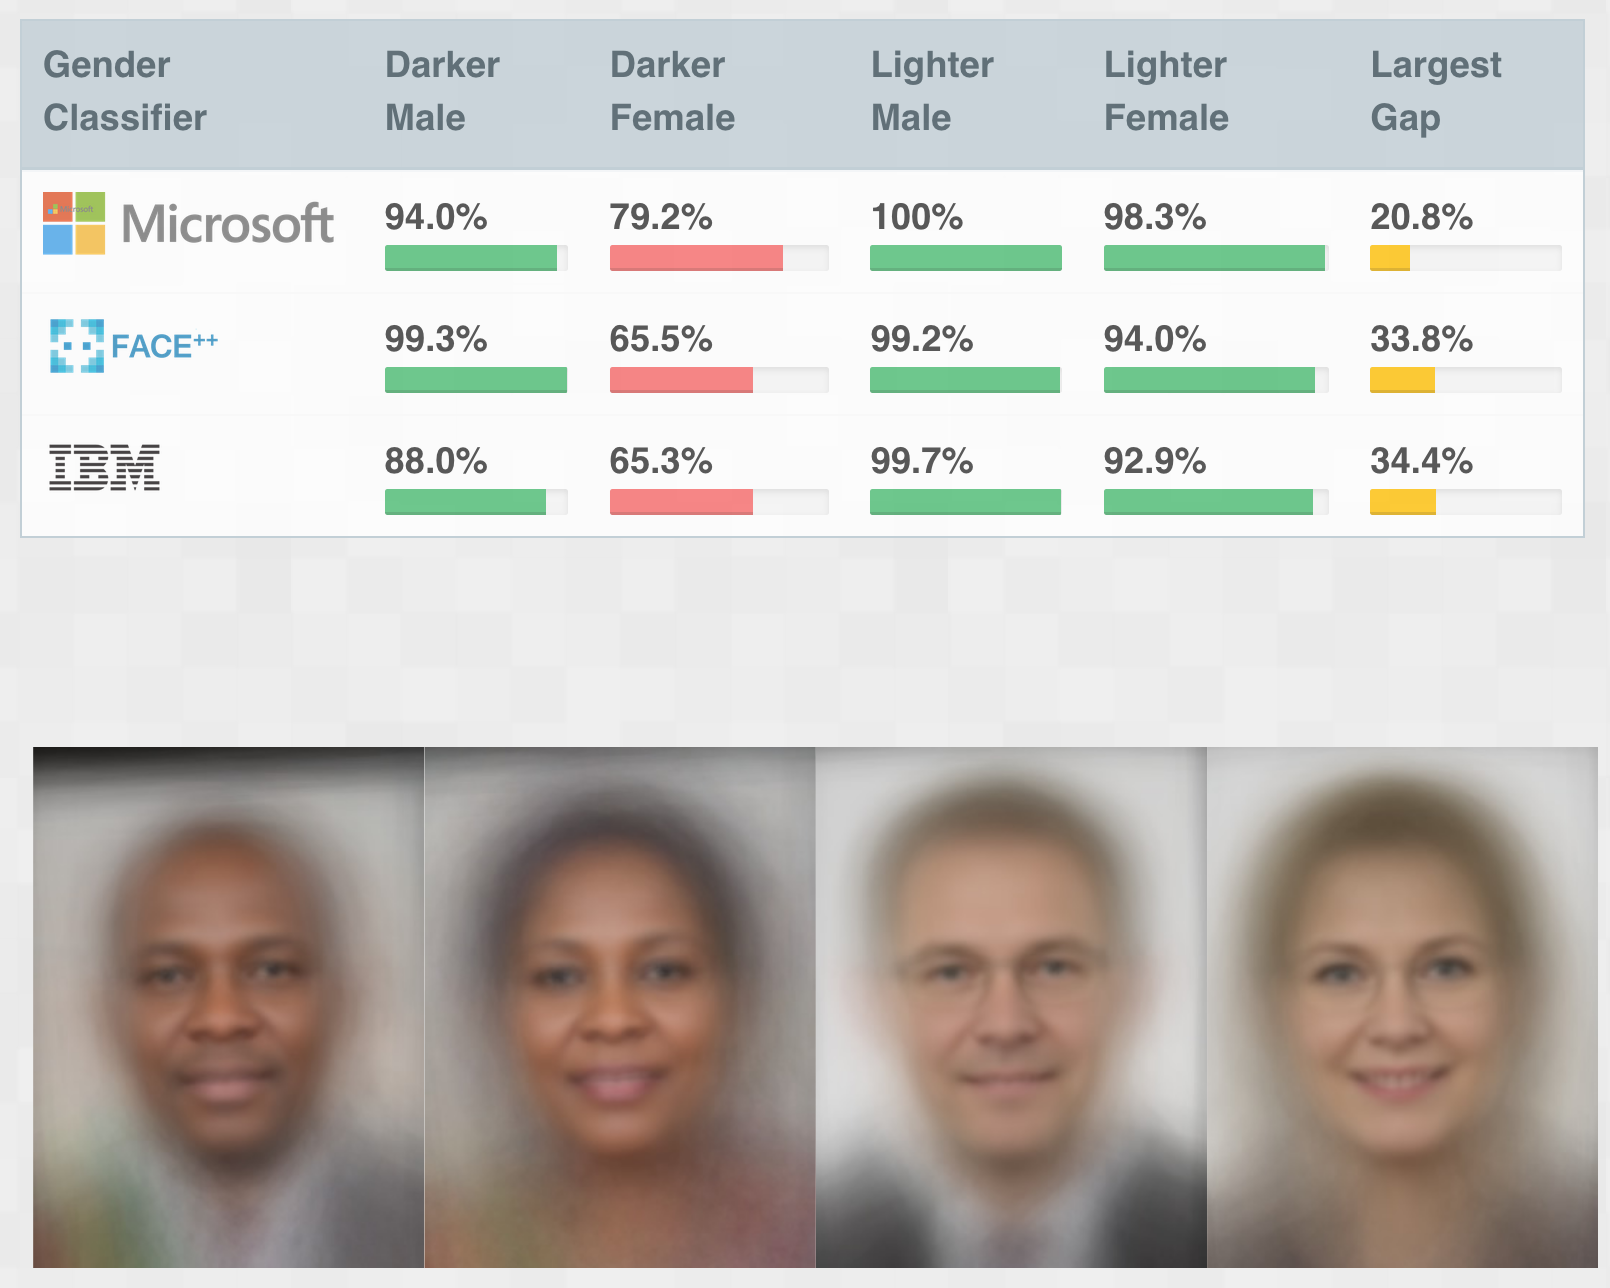 Gender Classifier Darker Male Darker Female Lighter Male Lighter Female Largest Gap
Microsoft 94.0% 79.2% 100% 98.3% 20.8%
FACE++ 99.3% 65.5% 99.2% 94.0% 33.8%
IBM 88.0% 65.3% 99.7% 92.9% 34.4%